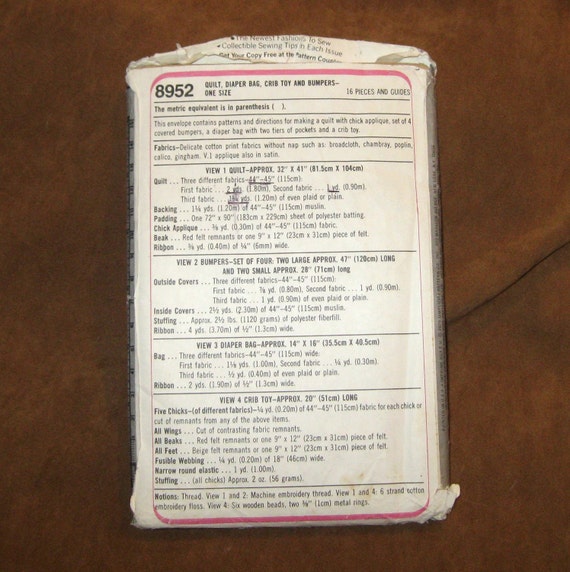 The Newest Fashions To Sew
Collectible Sewing Tips in Each Issue
Get Your Copy Free at the Pattern
8952
QUILT, DIAPER BAG, CRIB TOY AND BUMPERS–
ONE SIZE
16 PIECES AND GUIDES
The metric equivalent is in parenthesis ( ).
This envelope contains patterns and directions for making a quilt with chick applique, set of 4
covered bumpers, a diaper bag with two tiers of pockets and a crib toy.
Fabrics–Delicate cotton print fabrics without nap such as: broadcloth, chambray, poplin,
calico, gingham. V.1 applique also in satin.
VIEW 1 QUILT–APPROX. 32" X 41" (81.5cm X 104cm)
Quilt . . . Three different fabrics–44"-45" (115cm):
First fabric . . . 2 yds. (1.80m), Second fabric . . . 1 yd. (0.90m).
Third fabric . . . 1⅜ yds. (1.20m) of even plaid or plain.
Backing . . . 1¼ yds. (1.20m) of 44"-45" (115cm) muslin.
Padding . . . One 72" x 90" (183cm x 229cm) sheet of polyester batting.
Chick Applique . . . ⅜ yd. (0.30m) of 44"-45" (115cm) fabric.
Beak . . . Red felt remnants or one 9" x 12" (23cm x 31cm) piece of felt.
Ribbon . . . ⅜ yd. (0.40m) of ¼" (6mm) wide.
VIEW 2 BUMPERS–SET OF FOUR: TWO LARGE APPROX. 47" (120cm) LONG
AND TWO SMALL APPROX. 28" (71cm) long
Outside Covers . . . Three different fabrics–44"-45" (115cm):
First fabric . . . ⅞ yd. (0.80m), Second fabric . . . 1 yd. (0.90m).
Third fabric . . . 1 yd. (0.90m) of even plaid or plain.
Inside Covers . . . 2½ yds. (2.30m) of 44"-45" (115cm) muslin.
Stuffing . . . Approx. 2½ lbs. (1120 grams) of polyester fiberfill.
Ribbon . . . 4 yds. (3.70m) of ½" (1.3cm) wide.
VIEW 3 DIAPER BAG–APPROX. 14" X 16" (35.5cm X 40.5cm)
Bag . . . Three different fabrics–44"-45" (115cm) wide:
First fabric . . . 1⅛ yds. (1.00m), Second fabric . . . ¼ yd. (0.30m).
Third fabric . . . ½ yd. (0.40m) of even plaid or plain.
Ribbon . . . 2 yds. (1.90m) of ½" (1.3cm) wide.
VIEW 4 CRIB TOY–APPROX. 20" (51cm) LONG
Five Chicks–(of different fabrics)–¼ yd. (0.20m) of 44"-45" (115cm) fabric for each chick or
cut of remnants from any of the above items.
All Wings . . . Cut of contrasting fabric remnants.
All Beaks . . . Red felt remnants or one 9" x 12" (23cm x 31cm) piece of felt.
All Feet . . . Beige felt remnants or one 9" x 12" (23cm x 31cm) piece of felt.
Fusible Webbing . . . ¼ yd. (0.20m) of 18" (46cm) wide.
Narrow round elastic . . . 1 yd. (1.00m).
Stuffing . . . (all chicks) Approx. 2 oz. (56 grams).
Notions: Thread. View 1 and 2: Machine embroidery thread. View 1 and 4: 6 strand cotton
embroidery floss. View 4: Six wooden beads, two ⅝" (1cm) metal rings.